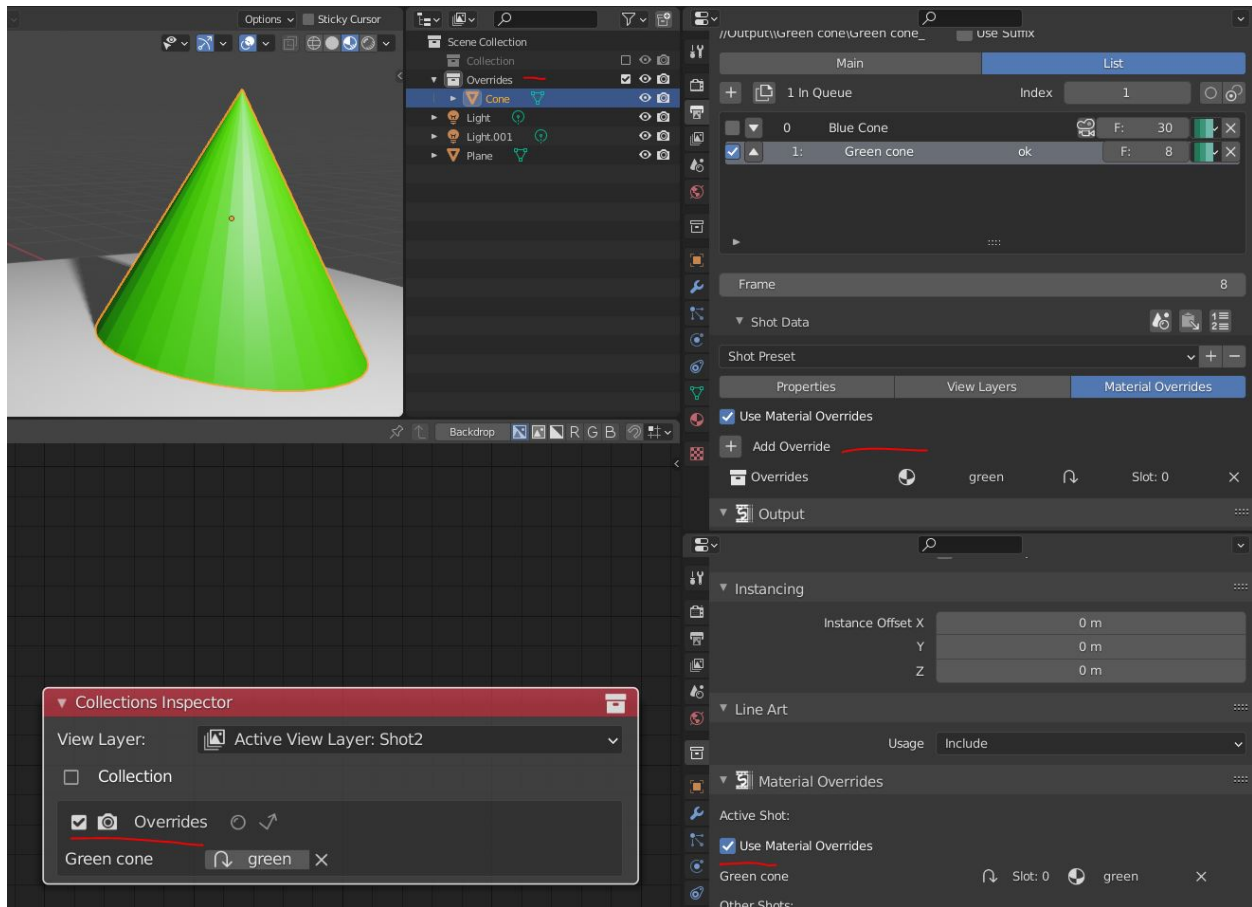 Options Sticky Cursor
Scene Collection
Collection
Overrides
Cone
Light
Light.001
Plane
//Output\\Green cone\Green cone_ Use Suffix
Main List
1 In Queue Index 1
0 Blue Cone F: 30
1: Green cone ok F: 8
Frame 8
Shot Data
Shot Preset
Properties View Layers Material Overrides
Use Material Overrides
Add Override
Overrides green Slot: 0
Output
Backdrop R G B
Collections Inspector
View Layer: Active View Layer: Shot2
Collection
Overrides
Green cone green
Instancing
Instance Offset X 0 m
Y 0 m
Z 0 m
Line Art
Usage Include
Material Overrides
Active Shot:
Use Material Overrides
Green cone Slot: 0 green
Other Shots: